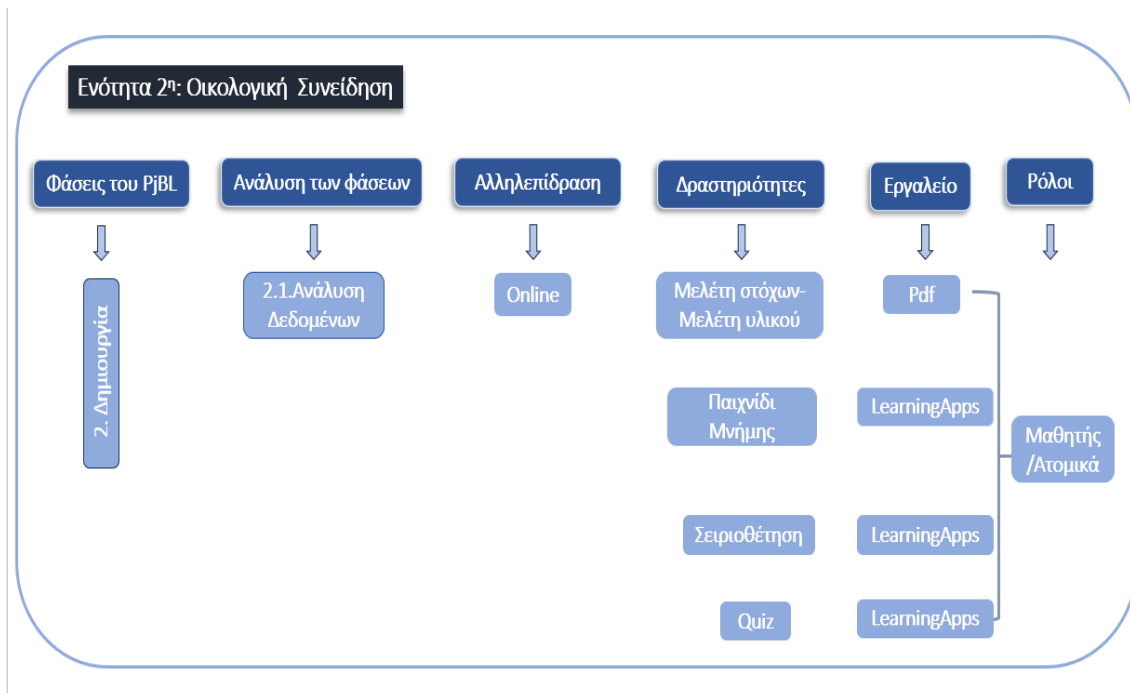 Ενότητα 2η: Οικολογική Συνείδηση
Φάσεις του PjBL
Ανάλυση των φάσεων
Αλληλεπίδραση
Δραστηριότητες
Εργαλείο
Ρόλοι
2. Δημιουργία
2.1.Ανάλυση
Δεδομένων
Online
Μελέτη στόχων-
Μελέτη υλικού
Pdf
Παιχνίδι
Μνήμης
LearningApps
Μαθητής
/Ατομικά
Σειριοθέτηση
LearningApps
Quiz
LearningApps